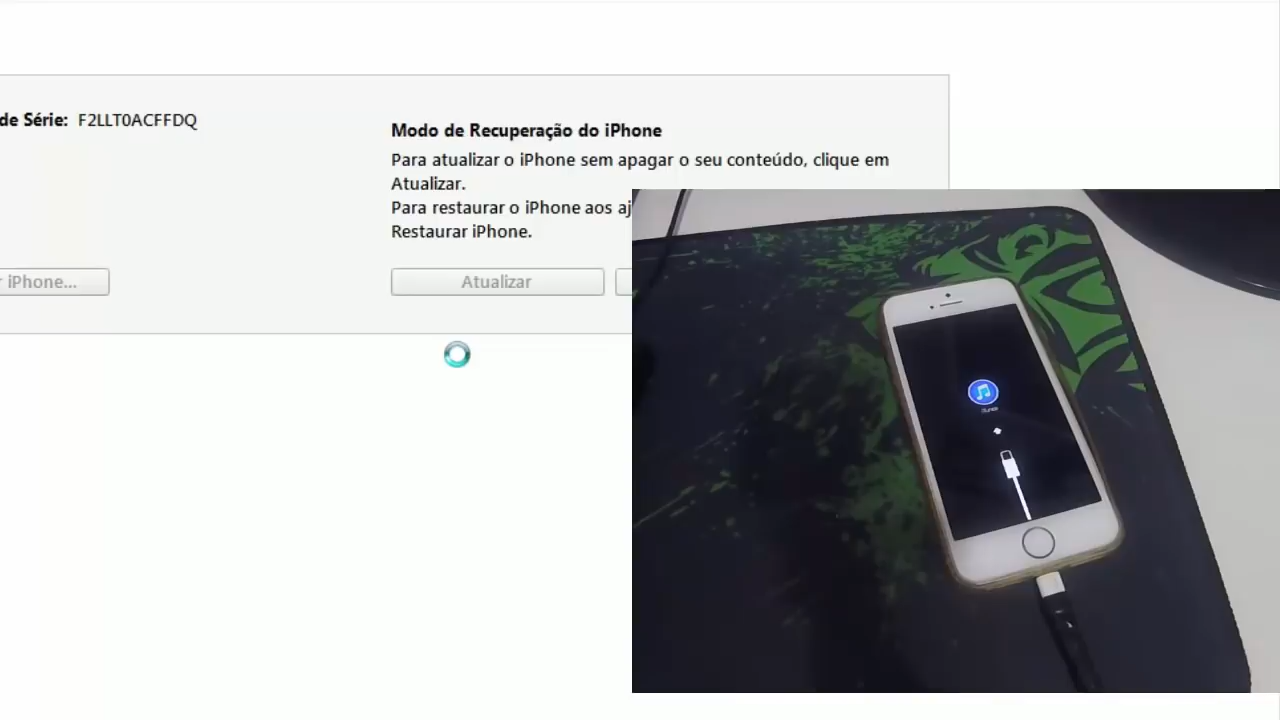 de Série: F2LLT0ACFFDQ
Modo de Recuperação do iPhone
Para atualizar o iPhone sem apagar o seu conteúdo, clique em
Atualizar.
Para restaurar o iPhone aos aj
Restaurar iPhone.
r iPhone...
Atualizar
iTunes